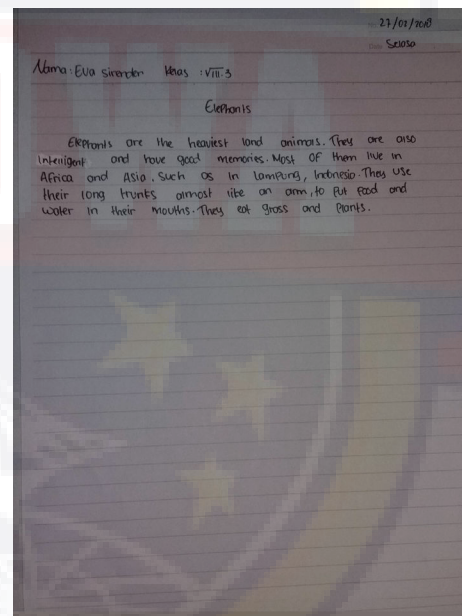 27/02/2018
Selasa
Nama : Eva sirander Klas : VIII.3
Elephants
Elephants are the heaviest land animals. They are also
Intelligent and have good memories. Most of them live in
Africa and Asia. Such as in Lampung, Indonesia. They use
their long trunks almost like an arm, to put food and
water in their mouths. They eat grass and Plants.